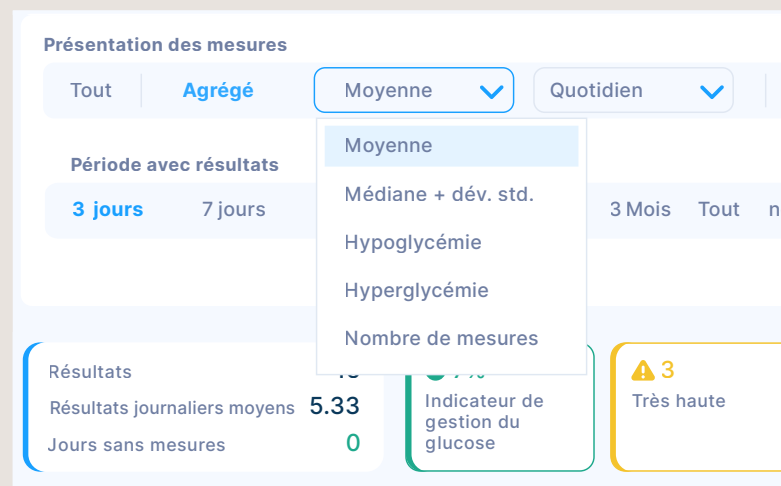 Présentation des mesures
Tout Agrégé Moyenne Quotidien
Moyenne
Période avec résultats
Médiane + dév. std.
3 jours 7 jours 3 Mois Tout
Hypoglycémie
Hyperglycémie
Nombre de mesures
Résultats
3
Résultats journaliers moyens 5.33
Indicateur de
gestion du
glucose
Très haute
Jours sans mesures 0